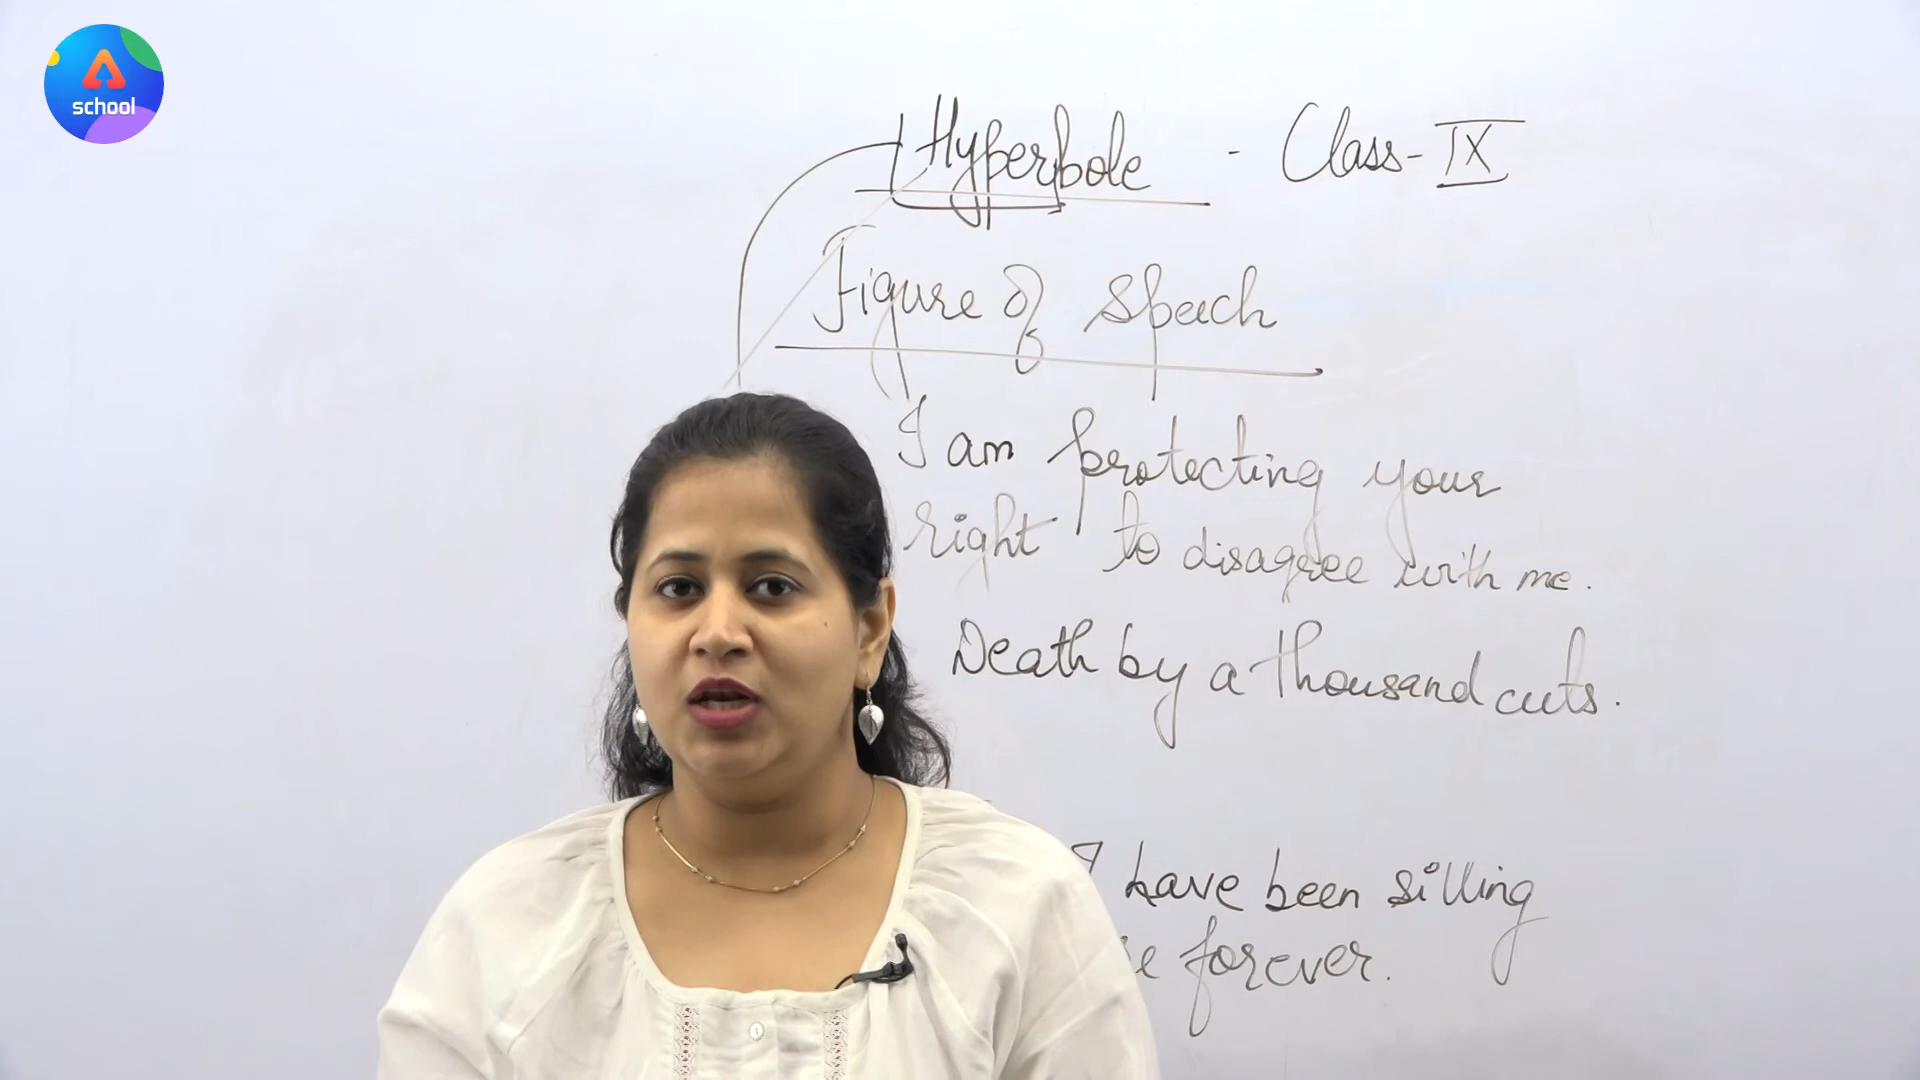 school
Hyperbole - Class-IX
Figure of Speech
I am protecting your
right to disagree with me.
Death by a thousand cuts.
I have been sitting
forever.